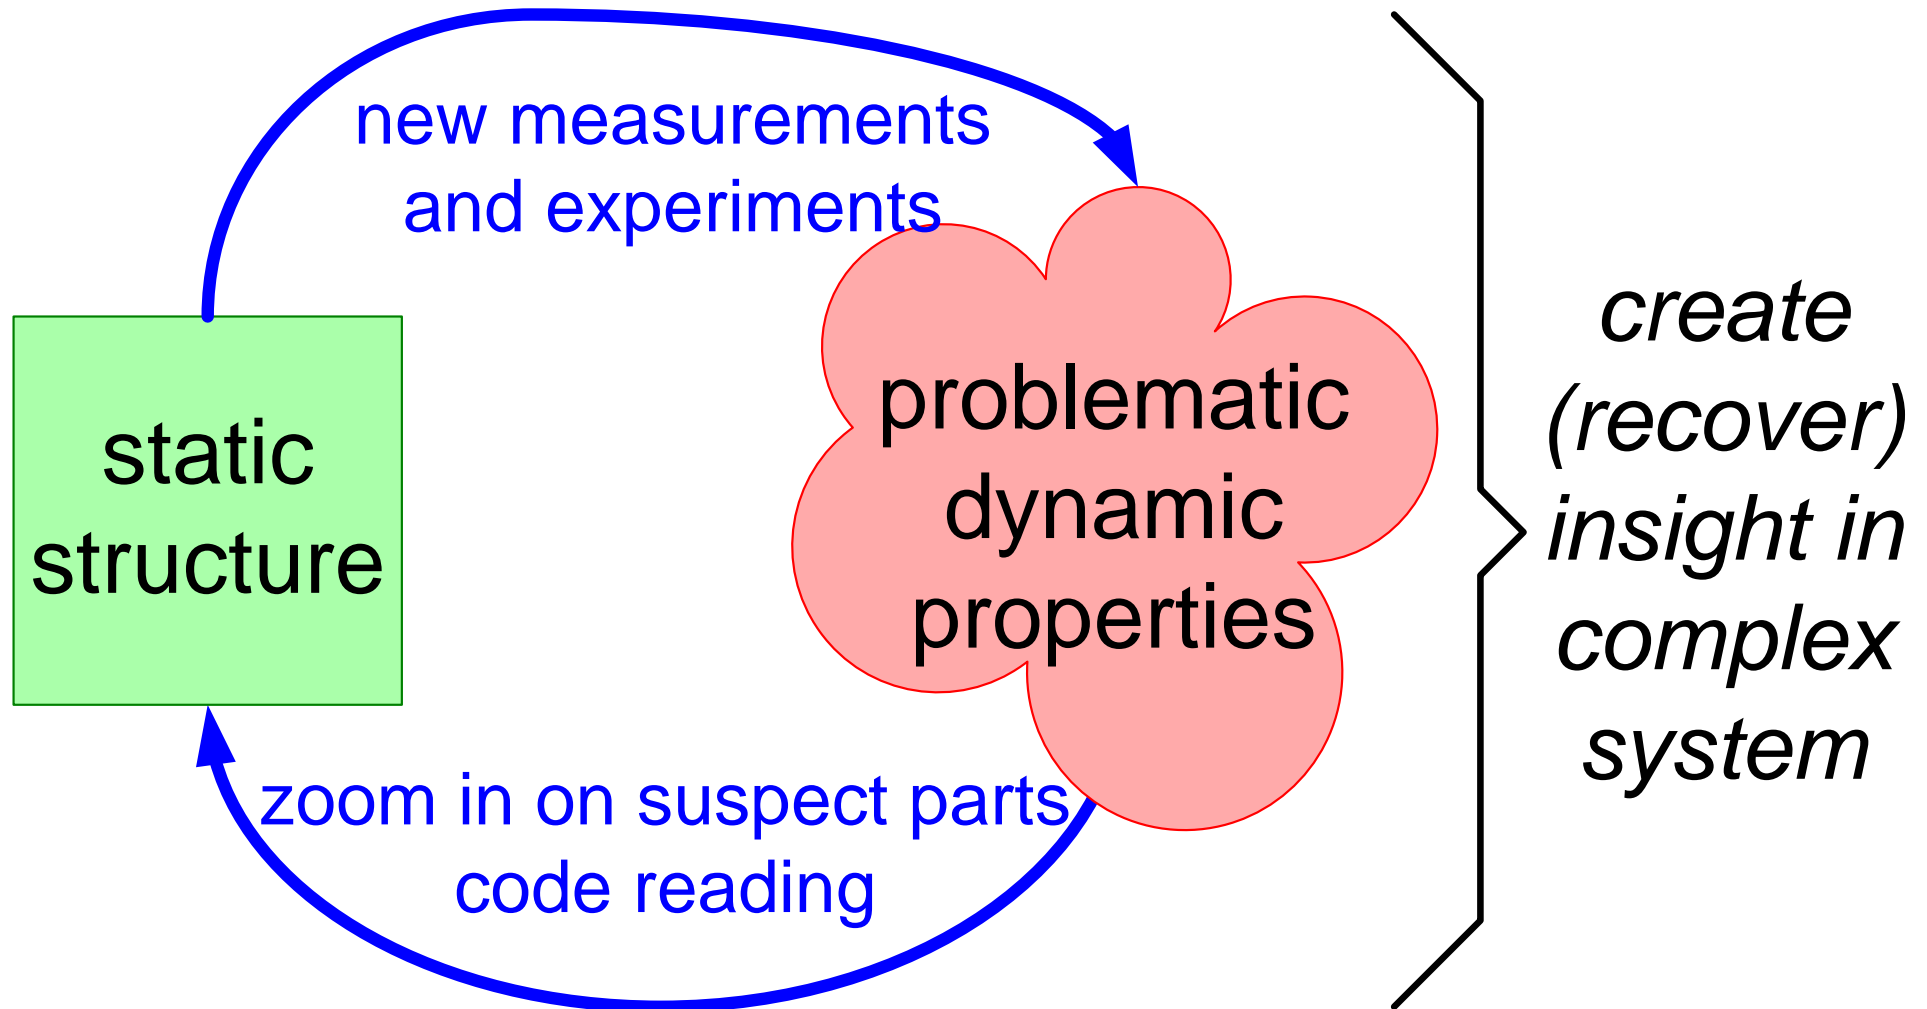 new measurements
and experiments
static
structure
problematic
dynamic
properties
zoom in on suspect parts
code reading
create
(recover)
insight in
complex
system